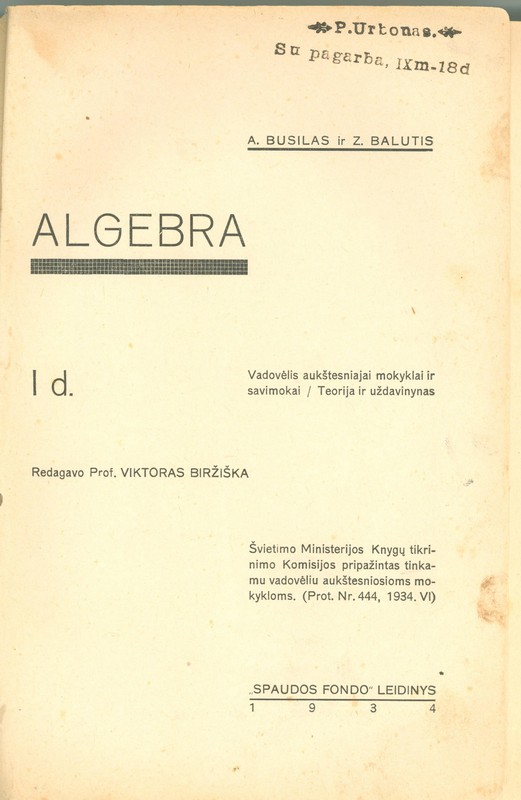 P. Urbonas.
Su pagarba, IXm-18d
A. BUSILAS ir Z. BALUTIS
ALGEBRA
I d.
Vadovėlis aukštesniajai mokyklai ir
savimokai / Teorija ir uždavinynas
Redagavo Prof. VIKTORAS BIRŽIŠKA
Švietimo Ministerijos Knygų tikri-
nimo Komisijos pripažintas tinka-
mu vadovėliu aukštesniosioms mo-
kykloms. (Prot. Nr. 444, 1934. VI)
„SPAUDOS FONDO" LEIDINYS
1 9 3 4